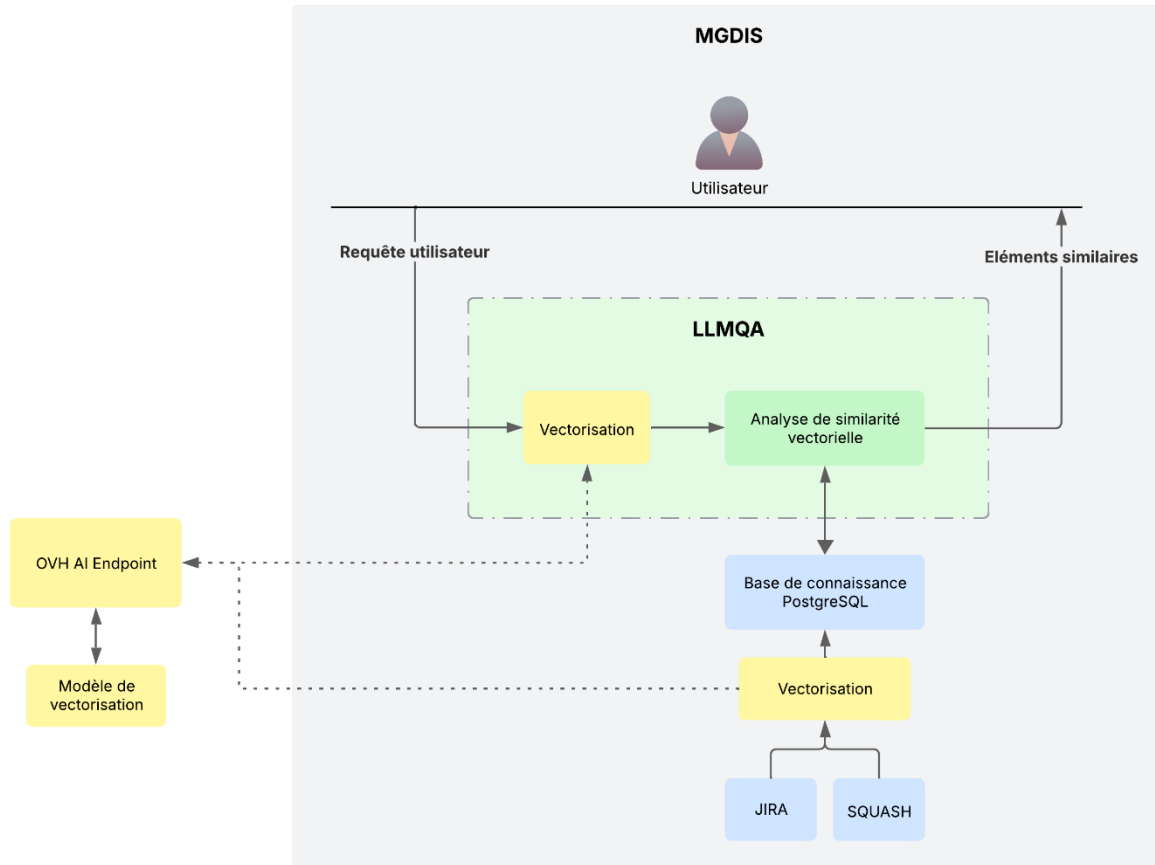 MGDIS
Utilisateur
Requête utilisateur
Eléments similaires
LLMQA
Vectorisation
Analyse de similarité
vectorielle
OVH AI Endpoint
Base de connaissance
PostgreSQL
Modèle de
vectorisation
Vectorisation
JIRA
SQUASH